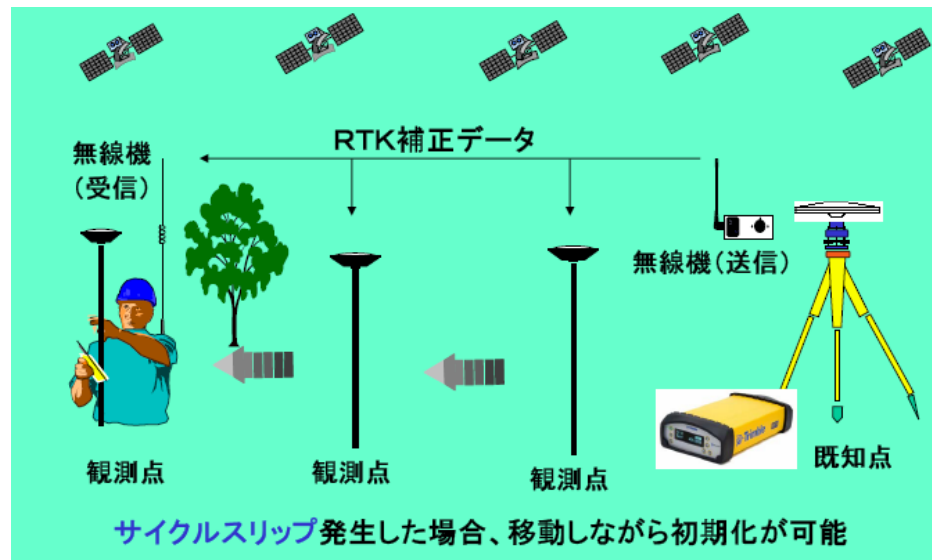 RTK補正データ
無線機
(受信)
無線機(送信)
Trimble
観測点
観測点
観測点
既知点
サイクルスリップ発生した場合、移動しながら初期化が可能